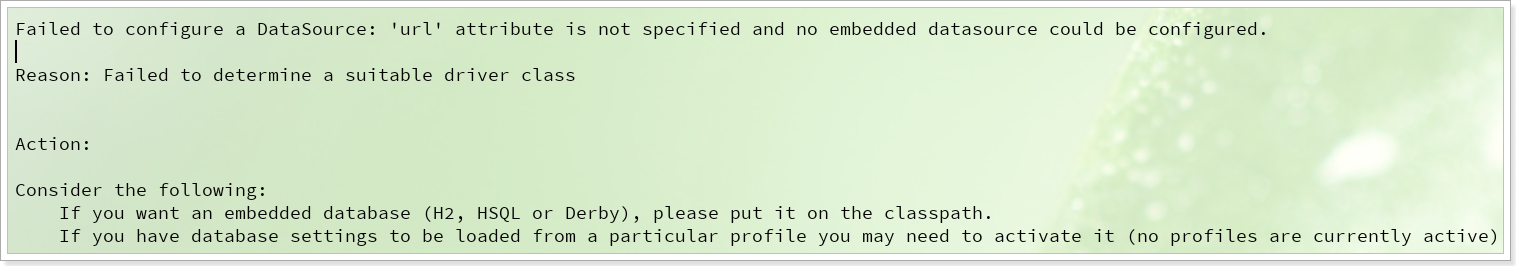 Failed to configure a DataSource: 'url' attribute is not specified and no embedded datasource could be configured.
Reason: Failed to determine a suitable driver class
Action:
Consider the following:
If you want an embedded database (H2, HSQL or Derby), please put it on the classpath.
If you have database settings to be loaded from a particular profile you may need to activate it (no profiles are currently active)